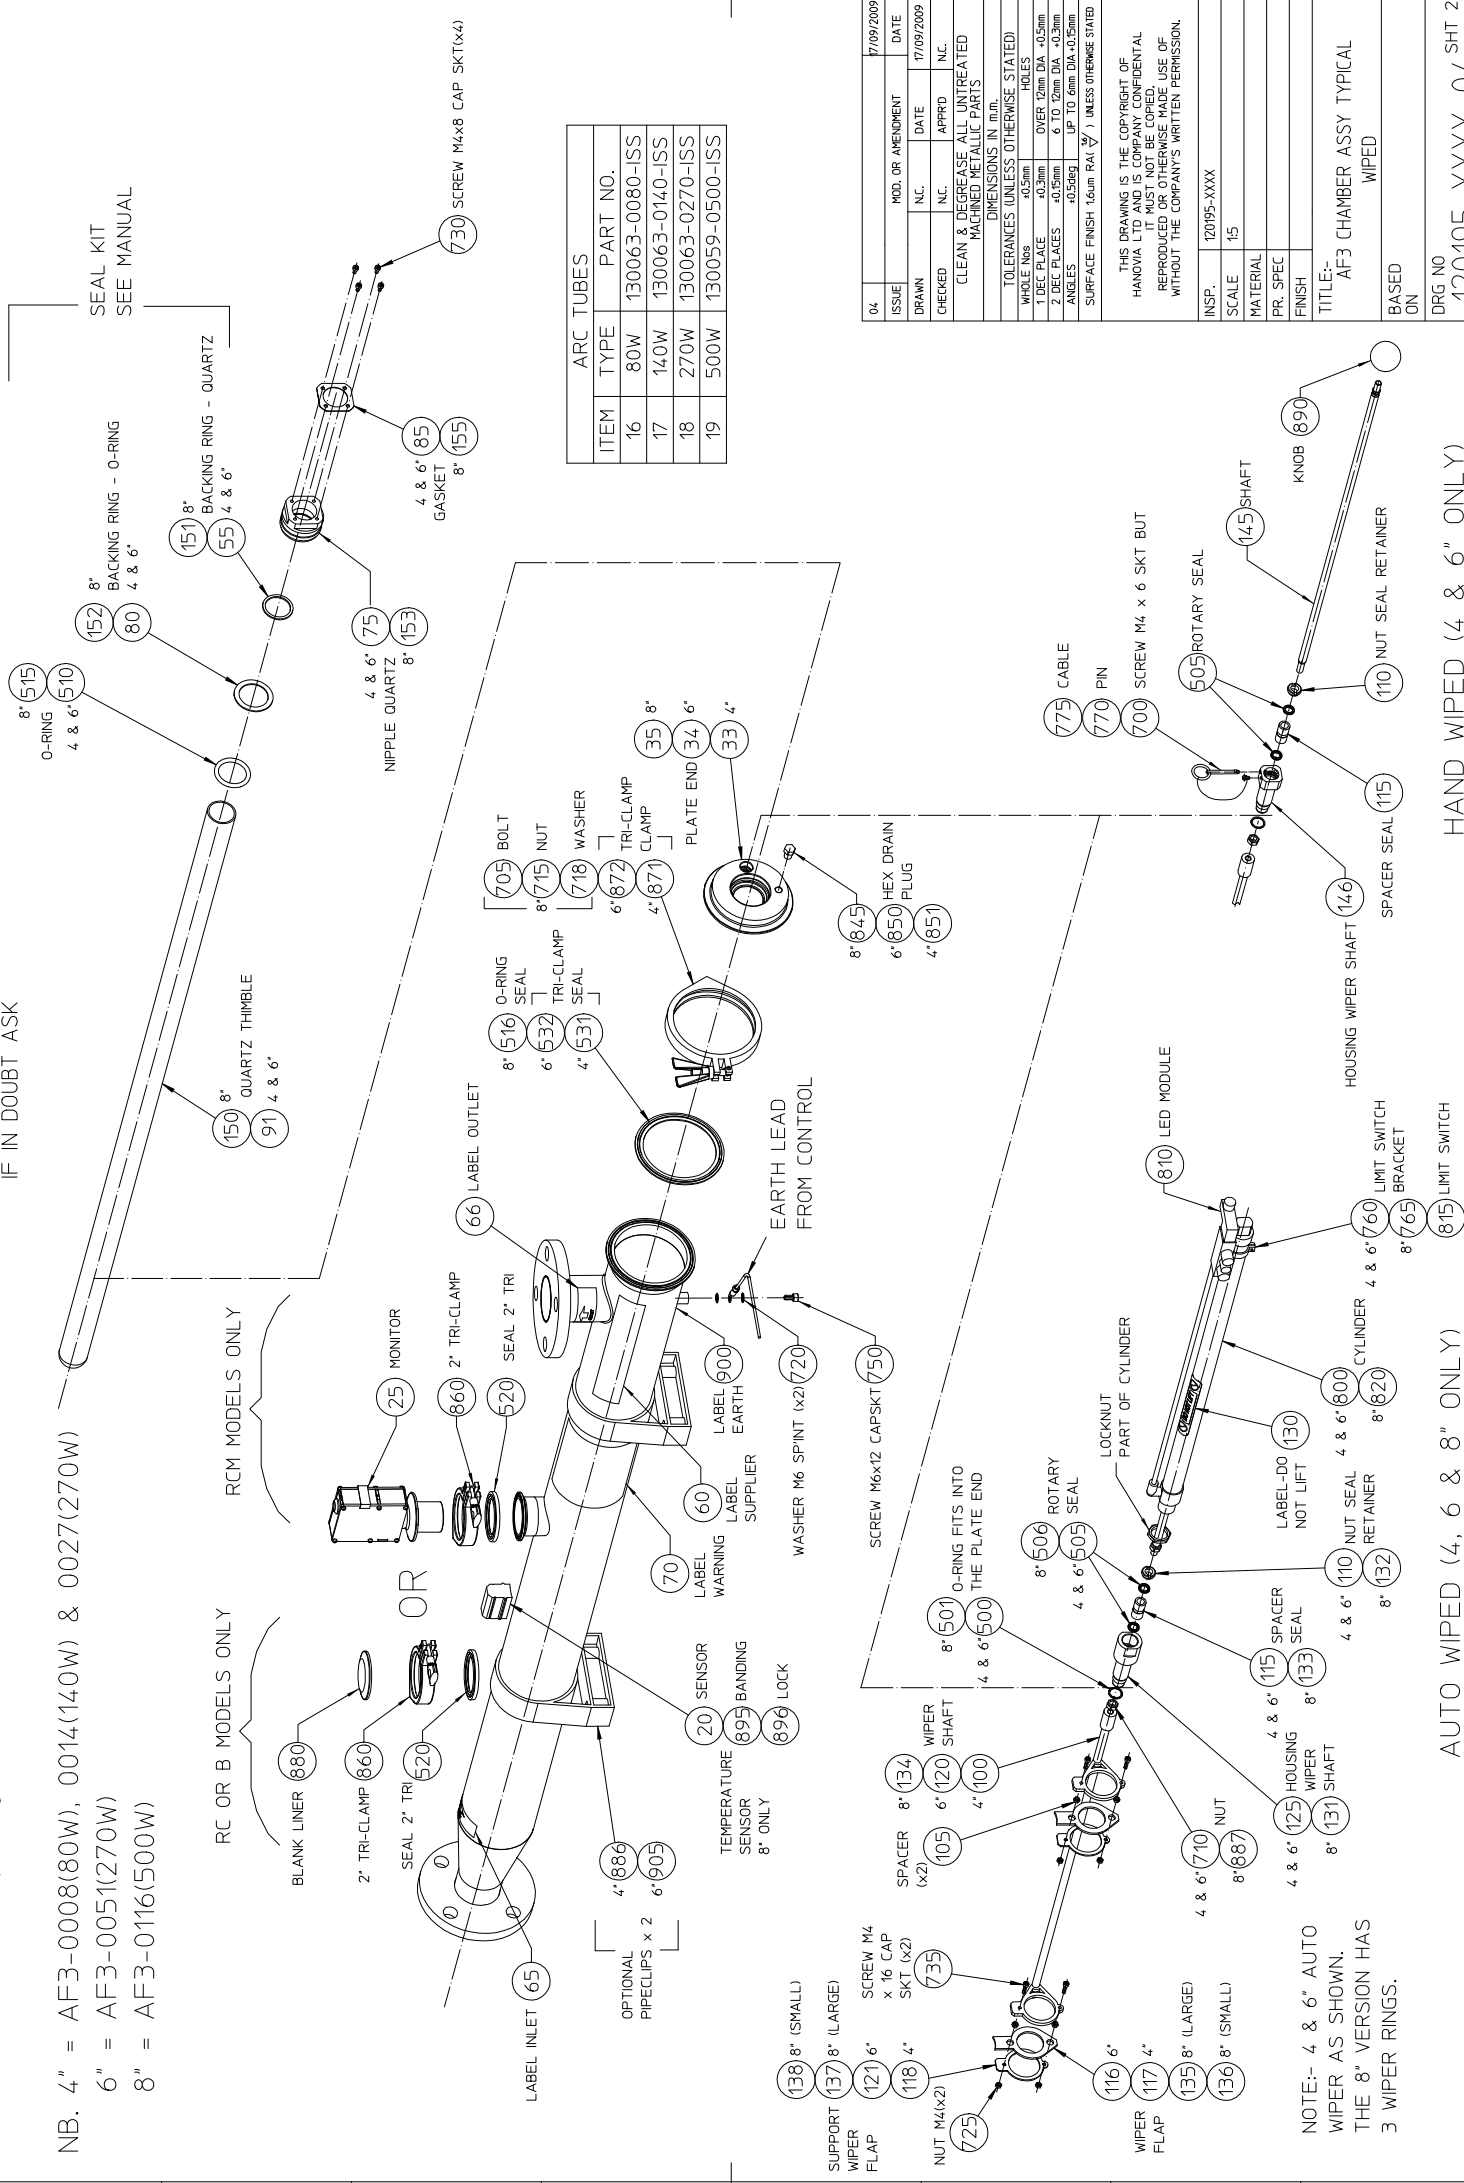 IF IN DOUBT ASK
NB. 4" = AF3-0008(80W), 0014(140W) & 0027(270W)
6" = AF3-0051(270W)
8" = AF3-0116(500W)
RC OR B MODELS ONLY
RCM MODELS ONLY
OR
SEAL KIT
SEE MANUAL
8" 515
O-RING
4 & 6" 510
152 8"
BACKING RING - O-RING
80 4 & 6"
151 8"
BACKING RING - QUARTZ
55 4 & 6"
150 8"
QUARTZ THIMBLE
91 4 & 6"
4 & 6" 75
NIPPLE QUARTZ
8" 153
4 & 6" 85
GASKET
8" 155
730 SCREW M4x8 CAP SKT(x4)
BLANK LINER 880
2" TRI-CLAMP 860
SEAL 2" TRI 520
25 MONITOR
860 2" TRI-CLAMP
520 SEAL 2" TRI
66 LABEL OUTLET
8" 516 O-RING
SEAL
6" 532 TRI-CLAMP
4" 531 SEAL
705 BOLT
8" 715 NUT
718 WASHER
6" 872 TRI-CLAMP
4" 871 CLAMP
35 8"
PLATE END 34 6"
33 4"
8" 845
6" 850 HEX DRAIN
4" 851 PLUG
EARTH LEAD
FROM CONTROL
LABEL 900
EARTH
WASHER M6 SP'INT (x2) 720
SCREW M6x12 CAPSKT 750
60 LABEL
SUPPLIER
70 LABEL
WARNING
20 SENSOR
895 BANDING
896 LOCK
TEMPERATURE
SENSOR
8" ONLY
4" 886
6" 905
OPTIONAL
PIPECLIPS x 2
LABEL INLET 65
ARC TUBES
ITEM TYPE PART NO.
16 80W 130063-0080-ISS
17 140W 130063-0140-ISS
18 270W 130063-0270-ISS
19 500W 130059-0500-ISS
138 8" (SMALL)
SUPPORT 137 8" (LARGE)
WIPER 121 6"
FLAP 118 4"
NUT M4(x2)
725
SCREW M4
x 16 CAP
SKT (x2)
735
116 6"
WIPER 117 4"
FLAP 135 8" (LARGE)
136 8" (SMALL)
SPACER
(x2) 105
8" 134 WIPER
6" 120 SHAFT
4" 100
8" 501 O-RING FITS INTO
4 & 6" 500 THE PLATE END
8" 506 ROTARY
4 & 6" 505 SEAL
LOCKNUT
PART OF CYLINDER
810 LED MODULE
4 & 6" 710 NUT
8" 887
4 & 6" 125 HOUSING
WIPER
8" 131 SHAFT
4 & 6" 115 SPACER
8" 133 SEAL
4 & 6" 110 NUT SEAL
8" 132 RETAINER
LABEL-DO 130
NOT LIFT
4 & 6" 800 CYLINDER
8" 820
4 & 6" 760 LIMIT SWITCH
8" 765 BRACKET
815 LIMIT SWITCH
NOTE:- 4 & 6" AUTO
WIPER AS SHOWN.
THE 8" VERSION HAS
3 WIPER RINGS.
AUTO WIPED (4, 6 & 8" ONLY)
775 CABLE
770 PIN
700 SCREW M4 x 6 SKT BUT
505 ROTARY SEAL
145 SHAFT
KNOB 890
110 NUT SEAL RETAINER
SPACER SEAL 115
HOUSING WIPER SHAFT 146
HAND WIPED (4 & 6" ONLY)
04 17/09/2009
ISSUE MOD. OR AMENDMENT DATE
DRAWN N.C. DATE 17/09/2009
CHECKED N.C. APPR'D N.C.
CLEAN & DEGREASE ALL UNTREATED
MACHINED METALLIC PARTS
DIMENSIONS IN m.m.
TOLERANCES (UNLESS OTHERWISE STATED)
WHOLE Nos ±0.5mm HOLES
1 DEC PLACE ±0.3mm OVER 12mm DIA +0.5mm
2 DEC PLACES ±0.15mm 6 TO 12mm DIA +0.3mm
ANGLES ±0.5deg UP TO 6mm DIA +0.15mm
SURFACE FINISH 1.6um RA( 1.6 ) UNLESS OTHERWISE STATED
THIS DRAWING IS THE COPYRIGHT OF
HANOVIA LTD AND IS COMPANY CONFIDENTAL
IT MUST NOT BE COPIED,
REPRODUCED OR OTHERWISE MADE USE OF
WITHOUT THE COMPANY'S WRITTEN PERMISSION.
INSP. 120195-XXXX
SCALE 1:5
MATERIAL
PR. SPEC
FINISH
TITLE:-
AF3 CHAMBER ASSY TYPICAL
WIPED
BASED
ON
DRG NO
120195-XXXX 04 SHT 2